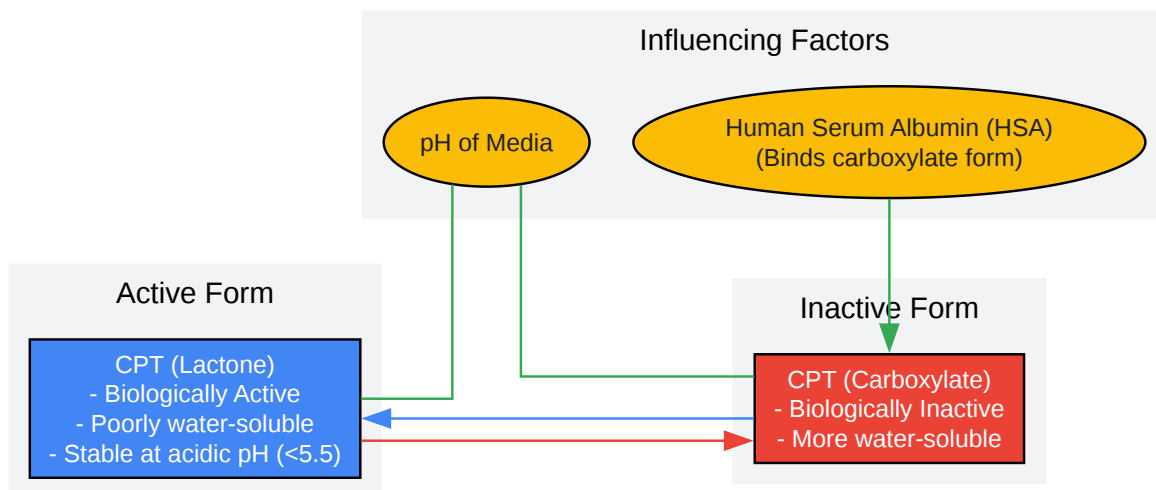 Influencing Factors
pH of Media
Human Serum Albumin (HSA)
(Binds carboxylate form)
Active Form
CPT (Lactone)
- Biologically Active
- Poorly water-soluble
- Stable at acidic pH (<5.5)
Inactive Form
CPT (Carboxylate)
- Biologically Inactive
- More water-soluble